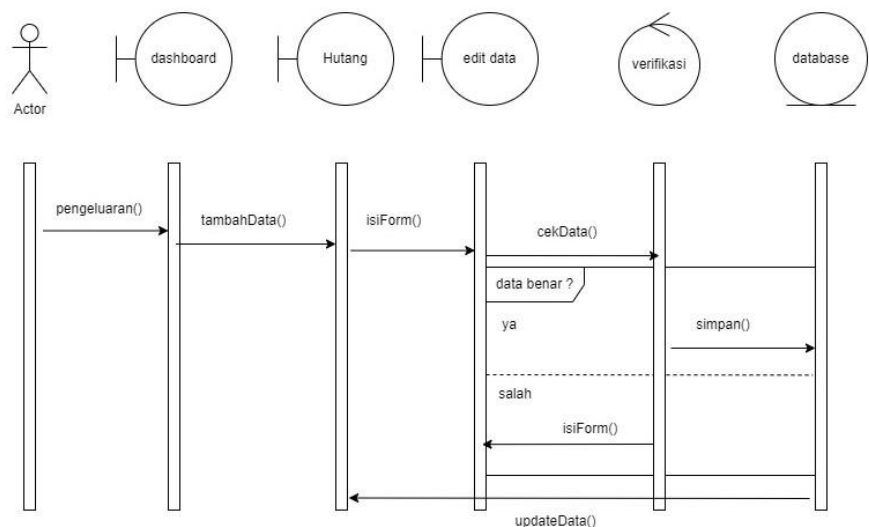 Actor
dashboard
Hutang
edit data
verifikasi
database
pengeluaran()
tambahData()
isiForm()
cekData()
data benar ?
ya
simpan()
salah
isiForm()
updateData()